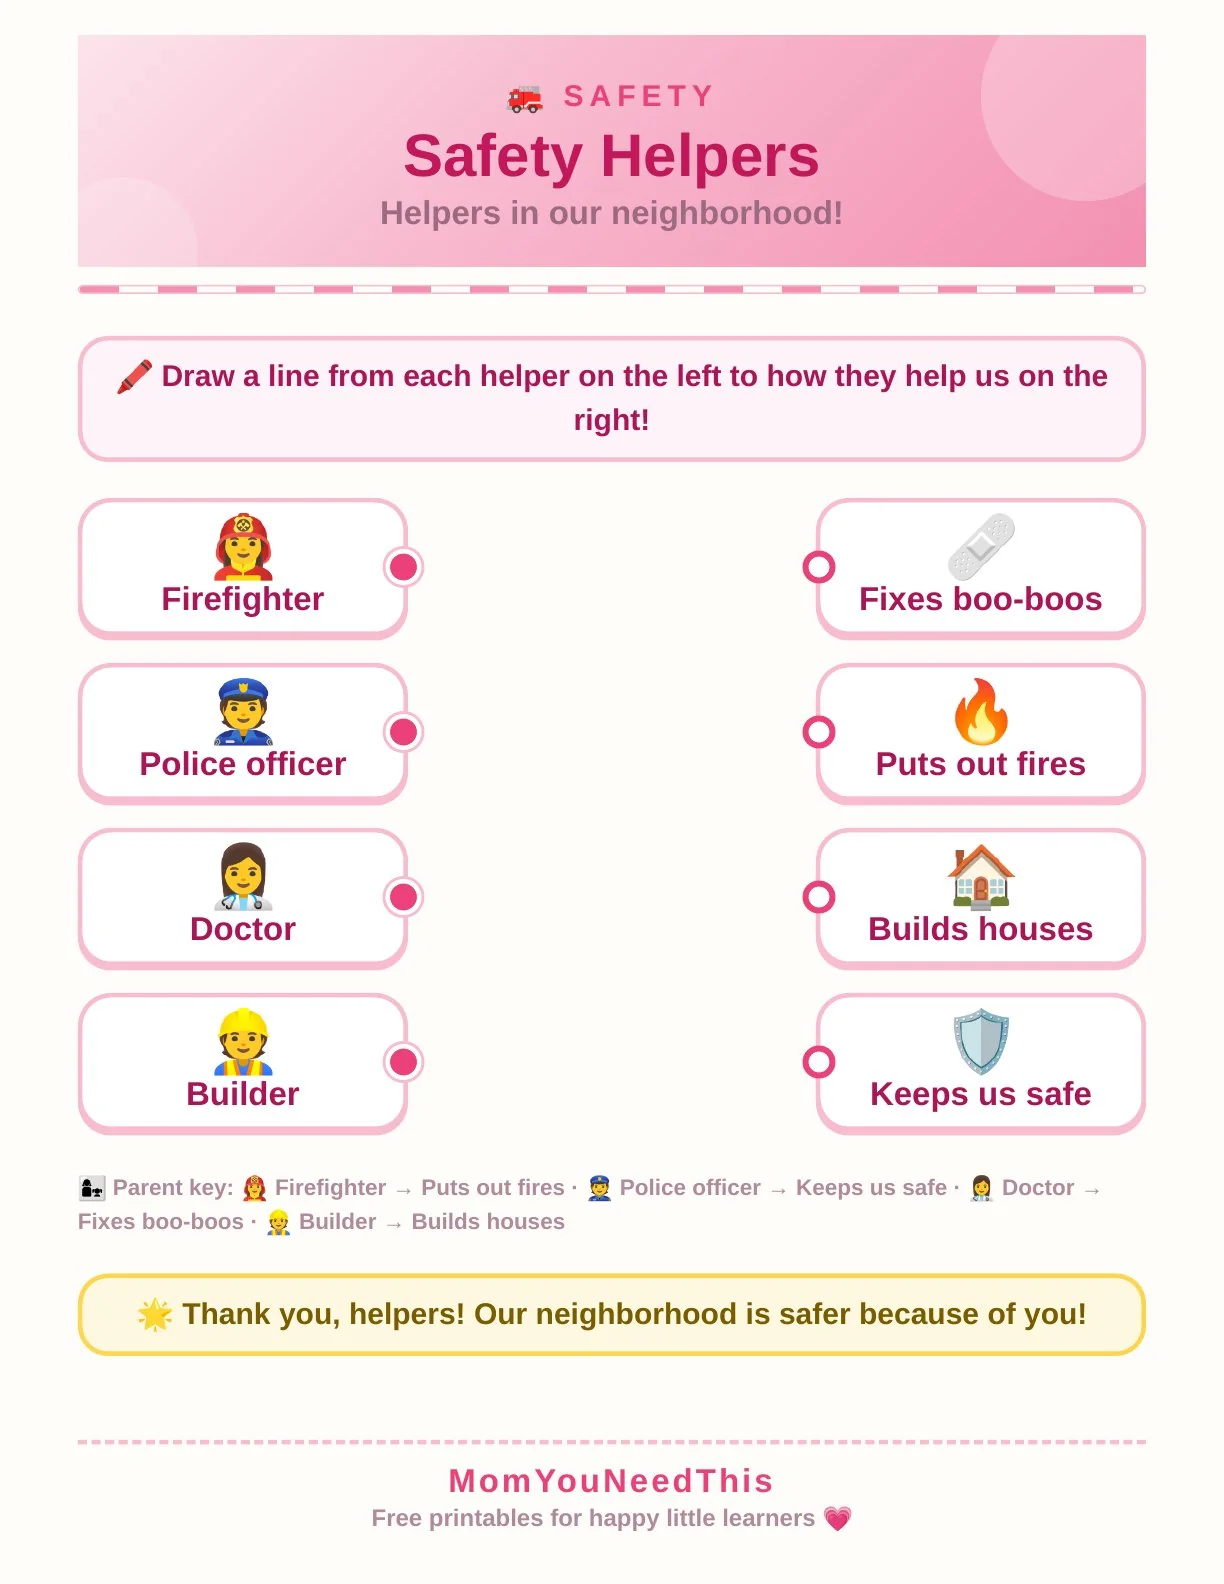 SAFETY
Safety Helpers
Helpers in our neighborhood!
Draw a line from each helper on the left to how they help us on the
right!
Firefighter
Fixes boo-boos
Police officer
Puts out fires
Doctor
Builds houses
Builder
Keeps us safe
Parent key: Firefighter → Puts out fires · Police officer → Keeps us safe · Doctor →
Fixes boo-boos · Builder → Builds houses
Thank you, helpers! Our neighborhood is safer because of you!
MomYouNeedThis
Free printables for happy little learners